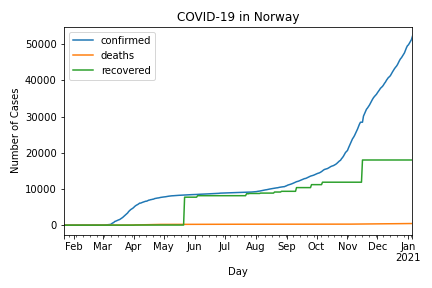 COVID-19 in Norway
confirmed
deaths
recovered
Number of Cases
50000
40000
30000
20000
10000
0
Feb Mar Apr May Jun Jul Aug Sep Oct Nov Dec Jan
2021
Day